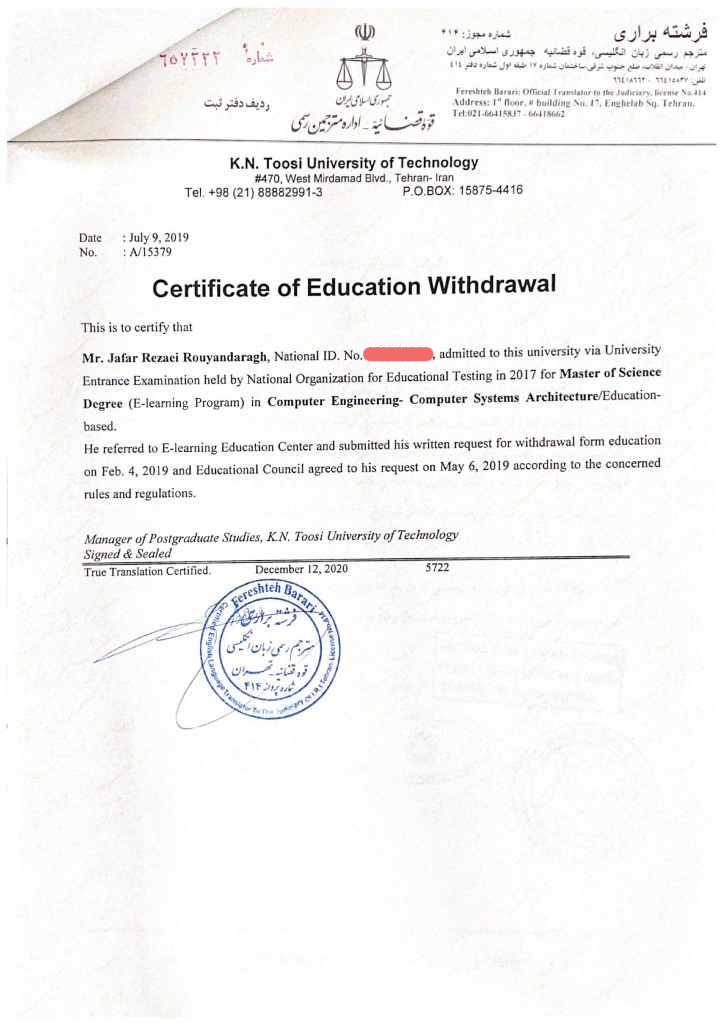 فرشته براری
شماره مجوز: ۴۱۴
مترجم رسمی زبان انگلیسی، قوه قضائیه جمهوری اسلامی ایران
تهران - میدان انقلاب، ضلع جنوب شرقی، ساختمان شماره ۱۷ طبقه اول شماره دفتر ۴۱۴
تلفن: ۶۶۴۱۵۸۳۷ - ۶۶۴۱۸۶۶۲
Fereshteh Barari; Official Translator to the Judiciary, license No.414
Address: 1st floor, # building No. 17, Enghelab Sq. Tehran.
Tel:021-66415837 - 66418662
جمهوری اسلامی ایران
قوه قضائیه - اداره مترجمین رسمی
شماره ۶۵۷۲۲۲
ردیف دفتر ثبت
K.N. Toosi University of Technology
#470, West Mirdamad Blvd., Tehran- Iran
Tel. +98 (21) 88882991-3 P.O.BOX: 15875-4416
Date : July 9, 2019
No. : A/15379
Certificate of Education Withdrawal
This is to certify that
Mr. Jafar Rezaei Rouyandaragh, National ID. No. , admitted to this university via University
Entrance Examination held by National Organization for Educational Testing in 2017 for Master of Science
Degree (E-learning Program) in Computer Engineering- Computer Systems Architecture/Education-
based.
He referred to E-learning Education Center and submitted his written request for withdrawal form education
on Feb. 4, 2019 and Educational Council agreed to his request on May 6, 2019 according to the concerned
rules and regulations.
Manager of Postgraduate Studies, K.N. Toosi University of Technology
Signed & Sealed
True Translation Certified. December 12, 2020 5722
Fereshteh Barari
Certified English Language Translator To The Judiciary Of I.R.I Tehran License No.414
فرشته براری
مترجم رسمی زبان انگلیسی
قوه قضائیه - تهران
شماره پروانه ۴۱۴